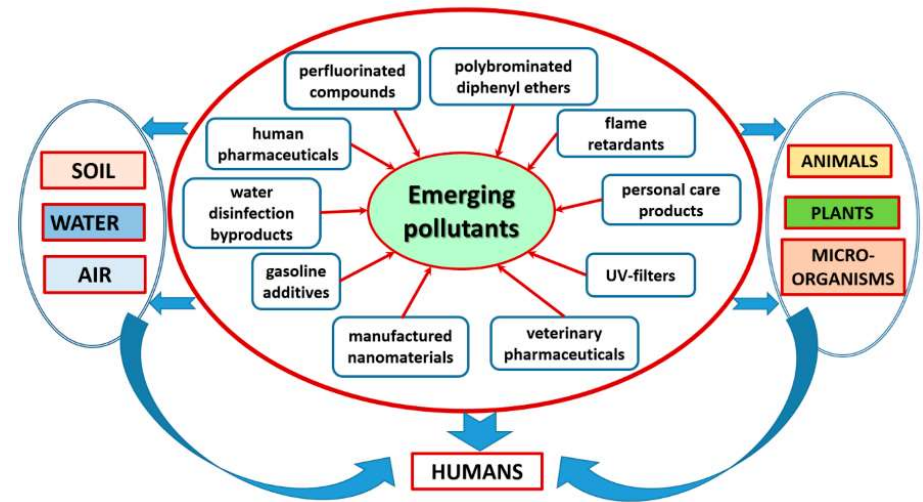 perfluorinated
compounds
polybrominated
diphenyl ethers
human
pharmaceuticals
flame
retardants
SOIL
WATER
AIR
water
disinfection
byproducts
Emerging
pollutants
personal care
products
ANIMALS
PLANTS
MICRO-
ORGANISMS
gasoline
additives
UV-filters
manufactured
nanomaterials
veterinary
pharmaceuticals
HUMANS